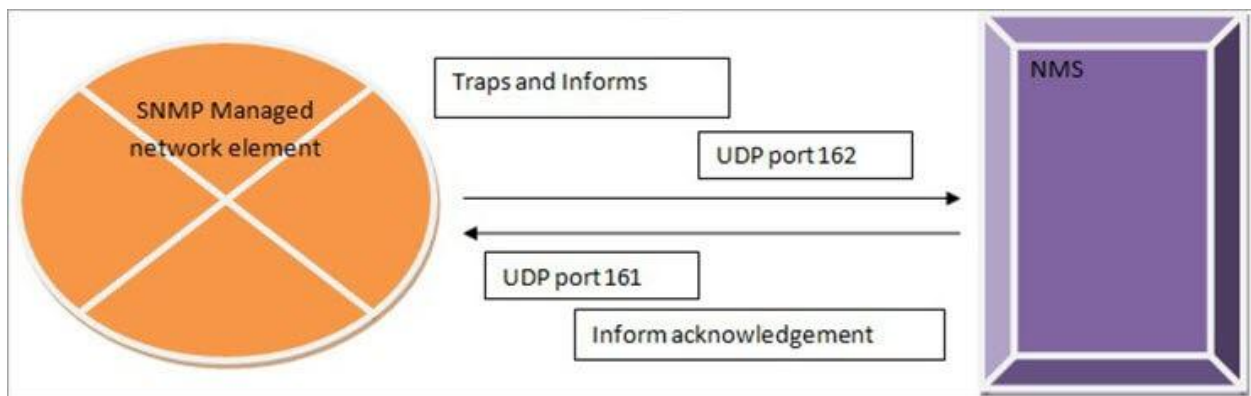 SNMP Managed
network element
Traps and Informs
UDP port 162
UDP port 161
Inform acknowledgement
NMS